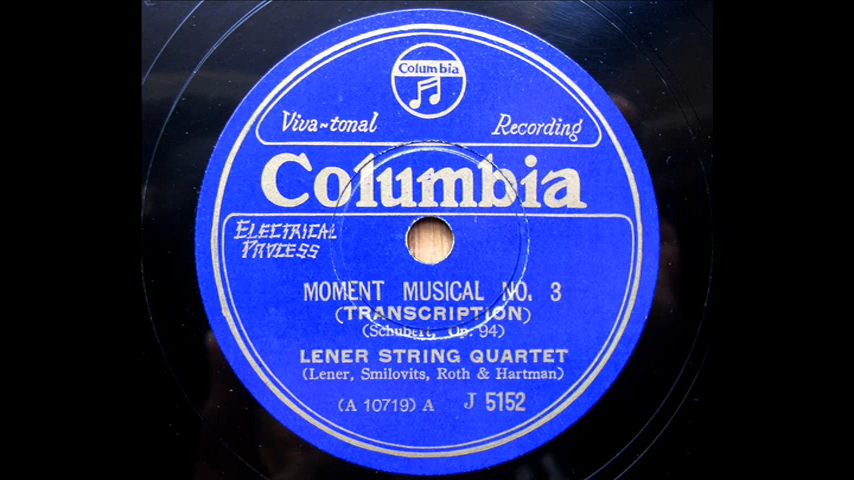 Columbia
Viva~tonal Recording
Columbia
ELECTRICAL
PROCESS
MOMENT MUSICAL NO. 3
(TRANSCRIPTION)
(Schubert, Op. 94)
LENER STRING QUARTET
(Lener, Smilovits, Roth & Hartman)
(A 10719) A J 5152